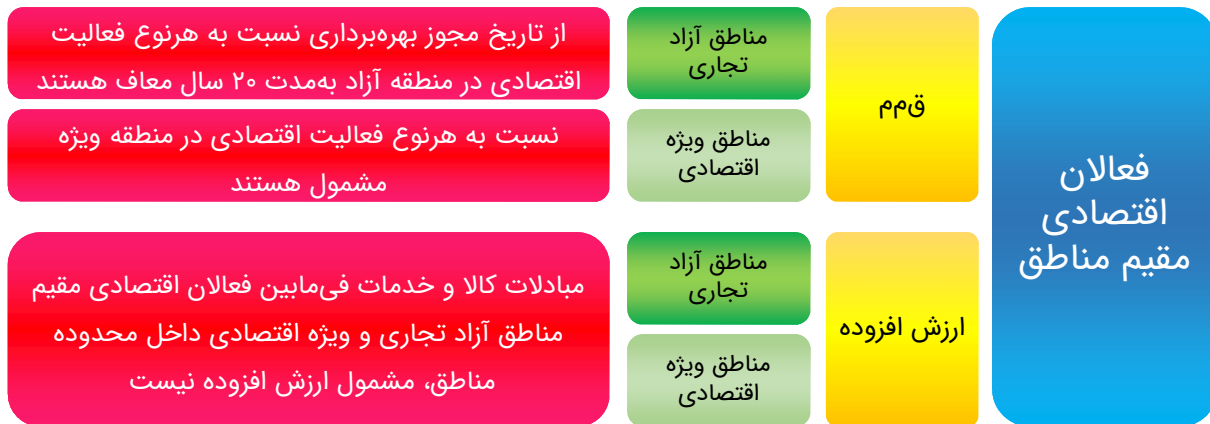 فعالان
اقتصادی
مقیم مناطق
ق‌م‌م
مناطق آزاد
تجاری
از تاریخ مجوز بهره‌برداری نسبت به هرنوع فعالیت
اقتصادی در منطقه آزاد به‌مدت ۲۰ سال معاف هستند
مناطق ویژه
اقتصادی
نسبت به هرنوع فعالیت اقتصادی در منطقه ویژه
مشمول هستند
ارزش افزوده
مناطق آزاد
تجاری
مناطق ویژه
اقتصادی
مبادلات کالا و خدمات فی‌مابین فعالان اقتصادی مقیم
مناطق آزاد تجاری و ویژه اقتصادی داخل محدوده
مناطق، مشمول ارزش افزوده نیست